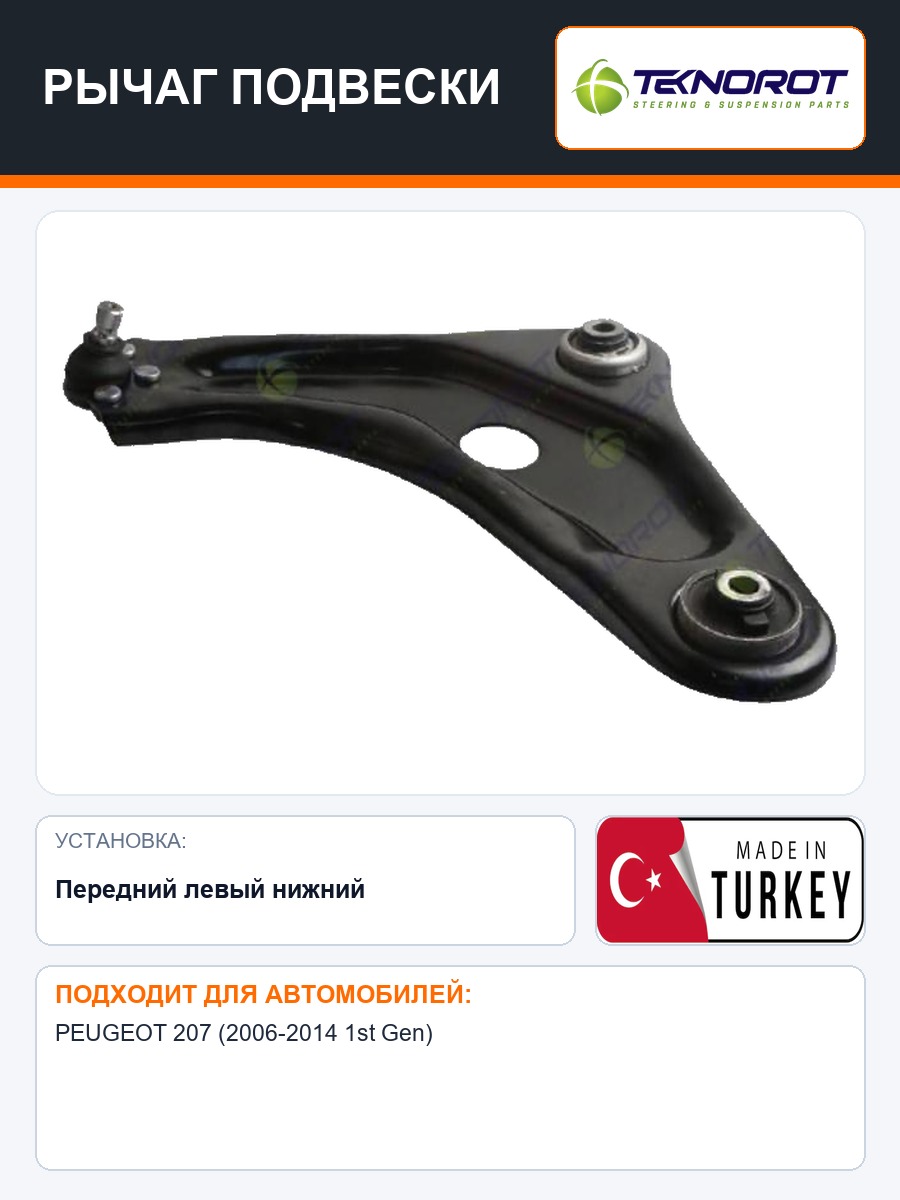 РЫЧАГ ПОДВЕСКИ
TEKNOROT
STEERING & SUSPENSION PARTS
УСТАНОВКА:
Передний левый нижний
MADE IN
TURKEY
ПОДХОДИТ ДЛЯ АВТОМОБИЛЕЙ:
PEUGEOT 207 (2006-2014 1st Gen)